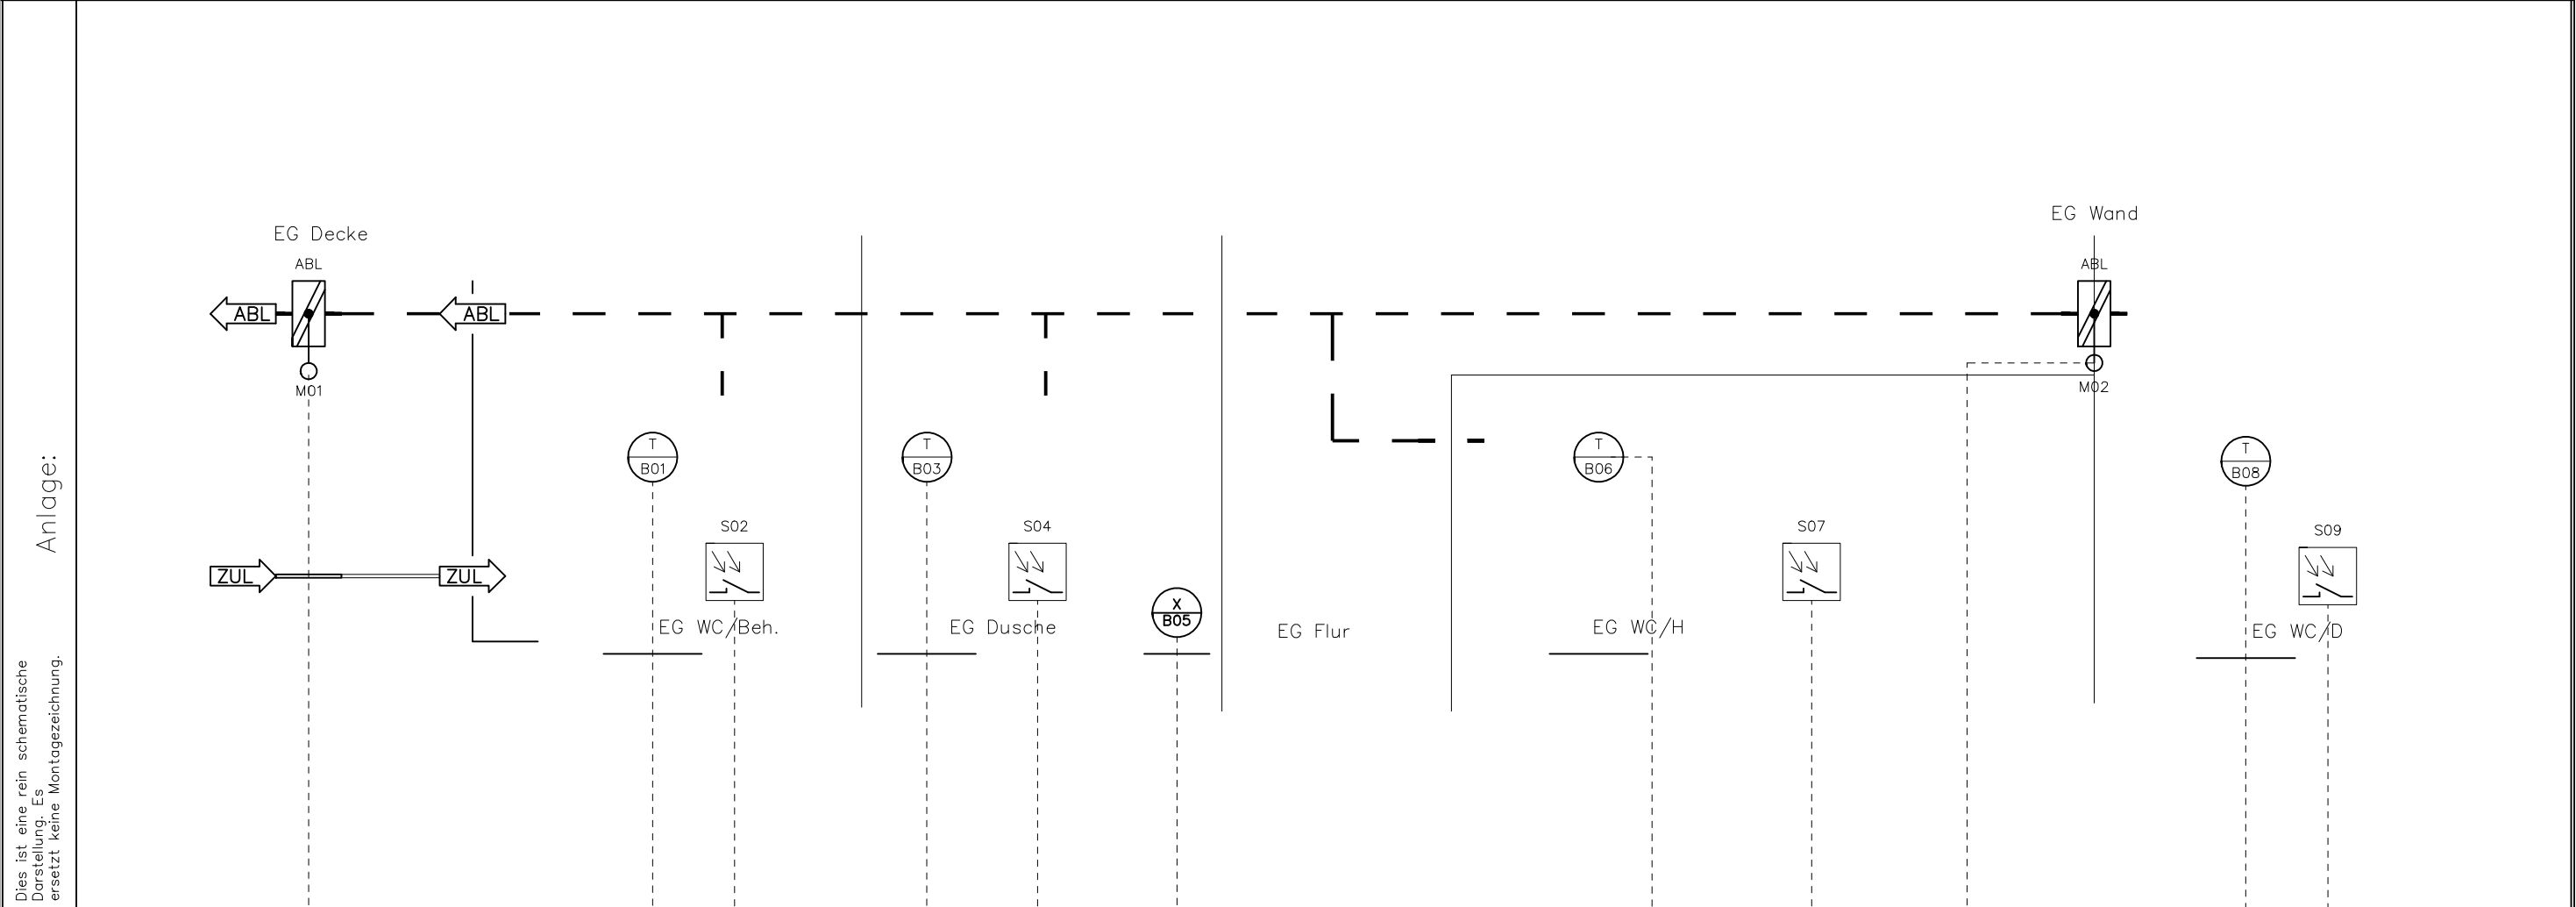 EG Decke
EG Wand
ABL
ABL
ABL
ABL
M01
M02
T
B01
T
B03
T
B06
T
B08
Anlage:
S02
S04
S07
S09
ZUL
ZUL
X
B05
EG WC/Beh.
EG Dusche
EG Flur
EG WC/H
EG WC/D
Dies ist eine rein schematische
Darstellung. Es
ersetzt keine Montagezeichnung.